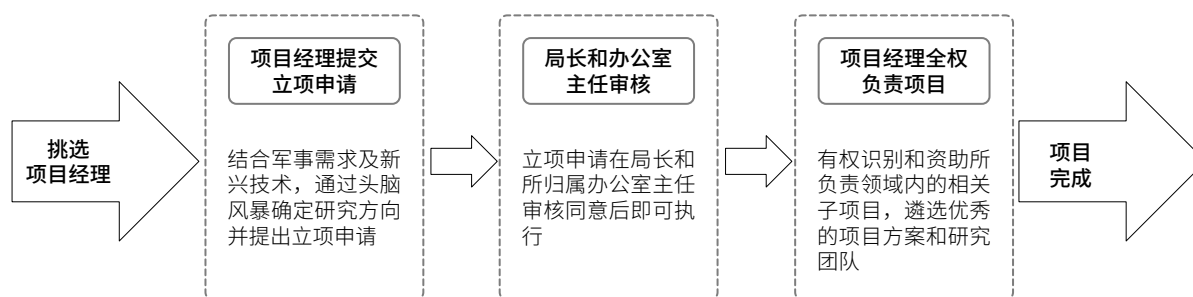 挑选
项目经理
项目经理提交
立项申请
结合军事需求及新
兴技术，通过头脑
风暴确定研究方向
并提出立项申请
局长和办公室
主任审核
立项申请在局长和
所归属办公室主任
审核同意后即可执
行
项目经理全权
负责项目
有权识别和资助所
负责领域内的相关
子项目，遴选优秀
的项目方案和研究
团队
项目
完成